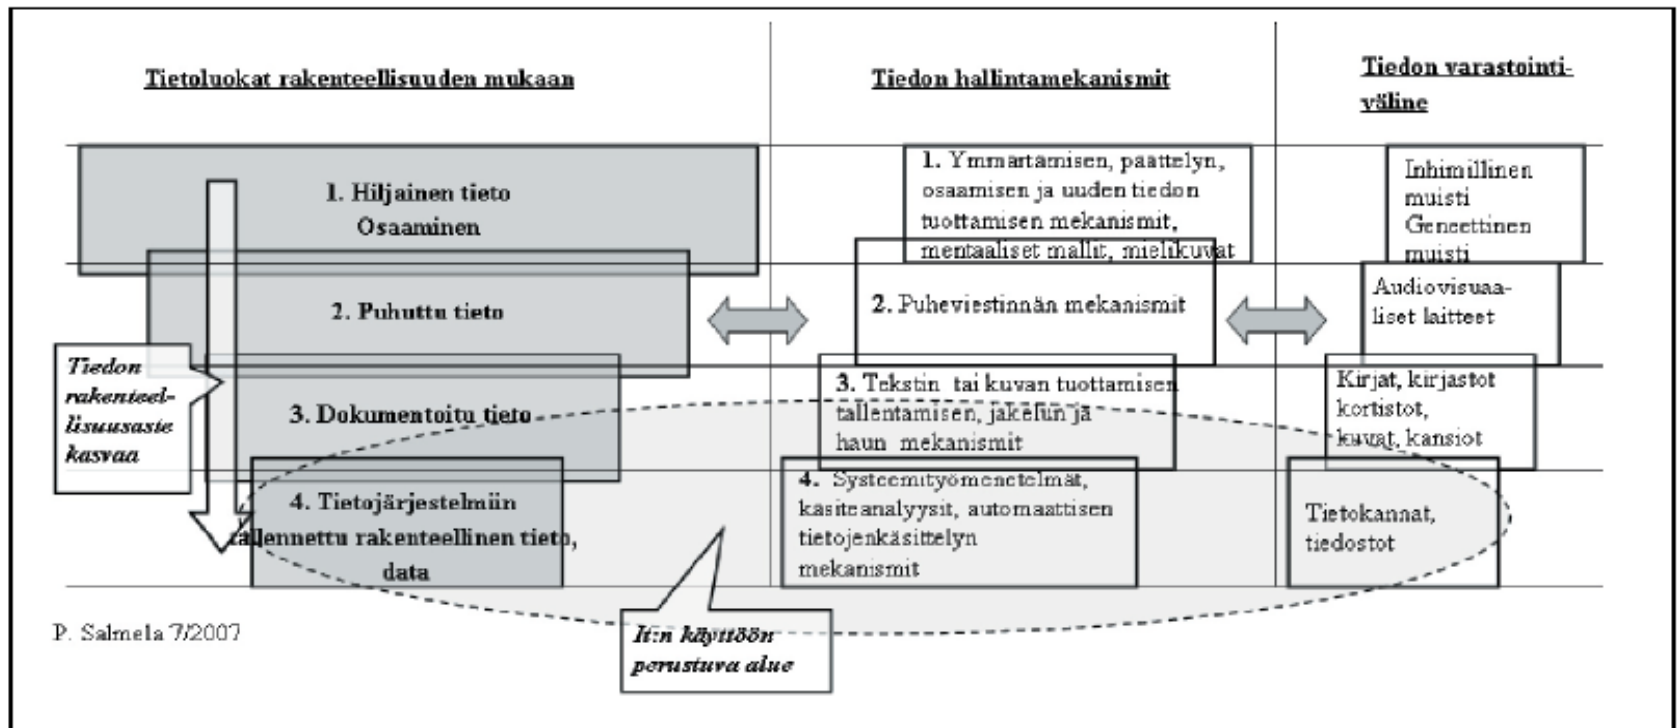 Tietoluokat rakenteellisuuden mukaan
Tiedon hallintamekanismit
Tiedon varastointi-
väline
1. Hiljainen tieto
Osaaminen
1. Ymmärtämisen, päättelyn,
osaamisen ja uuden tiedon
tuottamisen mekanismit,
mentaaliset mallit, mielikuvat
Inhimillinen
muisti
Geneettinen
muisti
2. Puhuttu tieto
2. Puheviestinnän mekanismit
Audiovisuaa-
liset laitteet
Tiedon
rakenteel-
lisuusaste
kasvaa
3. Dokumentoitu tieto
3. Tekstin tai kuvan tuottamisen
tallentamisen, jakelun ja
haun mekanismit
Kirjat, kirjastot
kortistot,
kuvat, kansiot
4. Tietojärjestelmiin
tallennettu rakenteellinen tieto,
data
4. Systeemityömenetelmät,
käsiteanalyysit, automaattisen
tietojenkäsittelyn
mekanismit
Tietokannat,
tiedostot
P. Salmela 7/2007
It:n käyttöön
perustuva alue